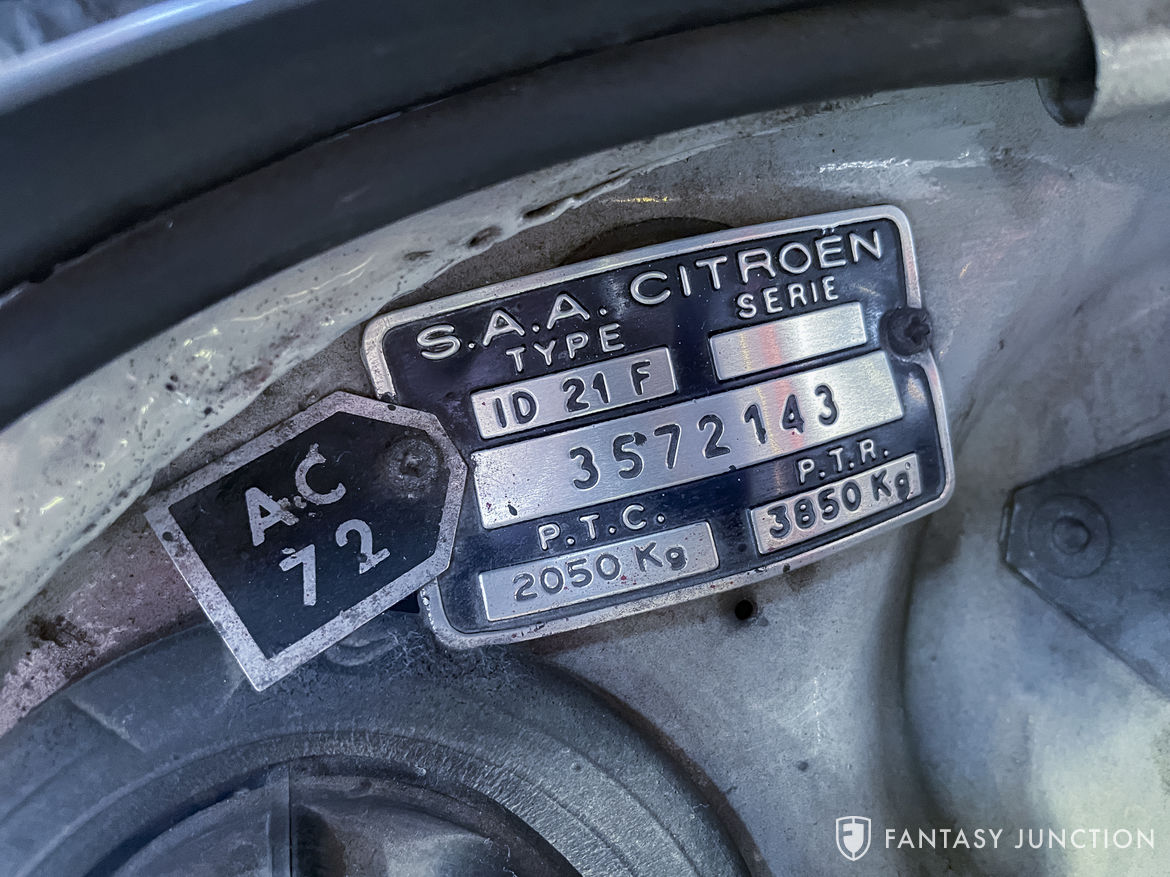 S.A.A. CITROËN
TYPE
SERIE
ID 21 F
3572143
P.T.C.
P.T.R.
2050 Kg
3850 Kg
A.C
72
FANTASY JUNCTION